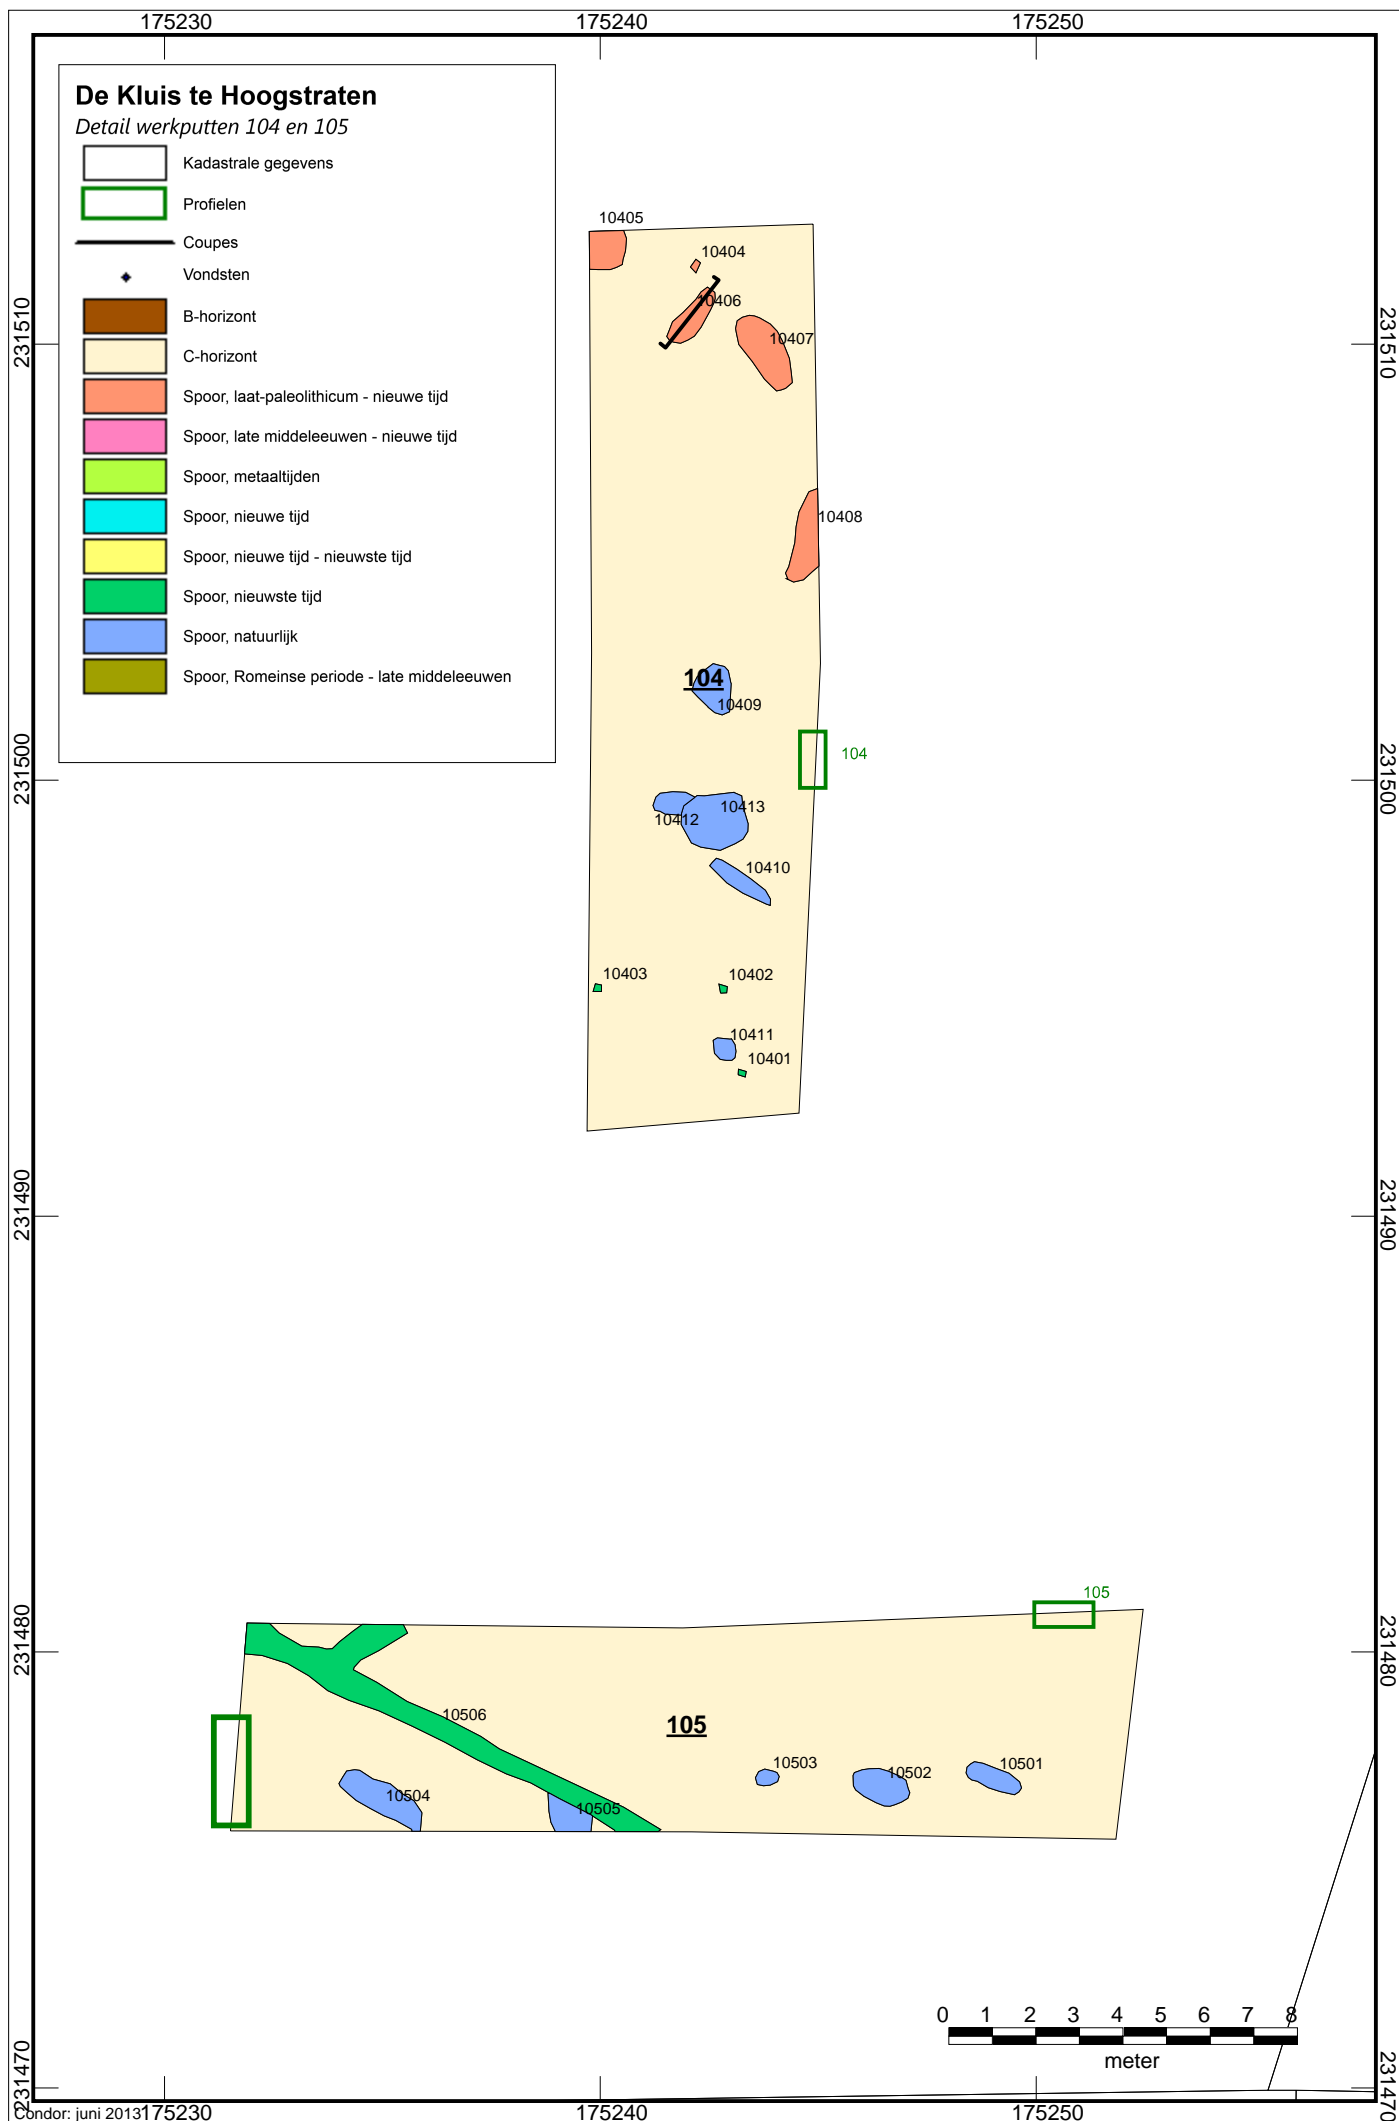 175230 175240 175250
De Kluis te Hoogstraten
Detail werkputten 104 en 105
Kadastrale gegevens
Profielen
Coupes
Vondsten
B-horizont
C-horizont
Spoor, laat-paleolithicum - nieuwe tijd
Spoor, late middeleeuwen - nieuwe tijd
Spoor, metaaltijden
Spoor, nieuwe tijd
Spoor, nieuwe tijd - nieuwste tijd
Spoor, nieuwste tijd
Spoor, natuurlijk
Spoor, Romeinse periode - late middeleeuwen
10405
10404
10406
231510
10407
231510
10408
104
10409
104
231500
231500
10413
10412
10410
10403
10402
10411
10401
231490
231490
105
231480
231480
10506
105
10503
10501
10502
10504
10505
0 1 2 3 4 5 6 7 8
meter
231470
231470
Condor: juni 2013
175230 175240 175250